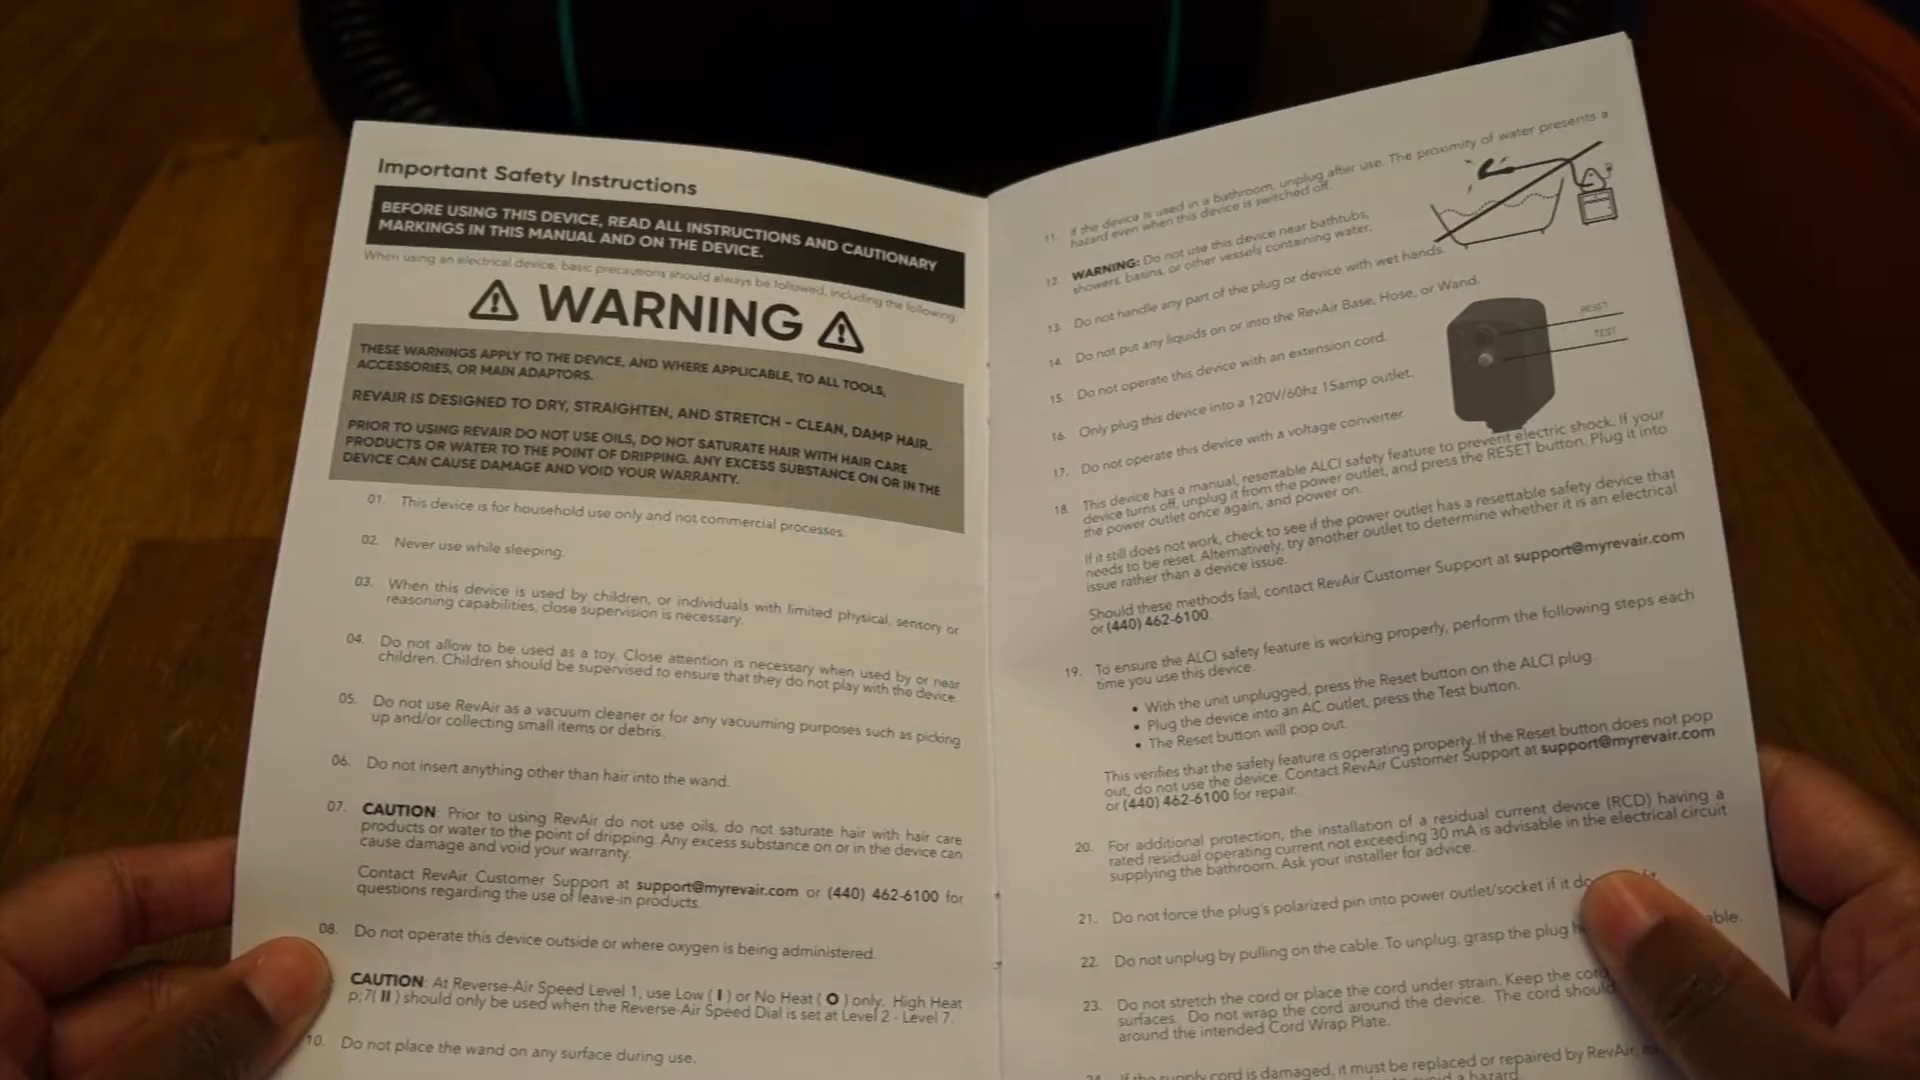 Important Safety Instructions
BEFORE USING THIS DEVICE, READ ALL INSTRUCTIONS AND CAUTIONARY
MARKINGS IN THIS MANUAL AND ON THE DEVICE.
When using an electrical device, basic precautions should always be followed, including the following:
WARNING
THESE WARNINGS APPLY TO THE DEVICE, AND WHERE APPLICABLE, TO ALL TOOLS,
ACCESSORIES, OR MAIN ADAPTORS.
REVAIR IS DESIGNED TO DRY, STRAIGHTEN, AND STRETCH – CLEAN, DAMP HAIR.
PRIOR TO USING REVAIR DO NOT USE OILS, DO NOT SATURATE HAIR WITH HAIR CARE
PRODUCTS OR WATER TO THE POINT OF DRIPPING. ANY EXCESS SUBSTANCE ON OR IN THE
DEVICE CAN CAUSE DAMAGE AND VOID YOUR WARRANTY.
01. This device is for household use only and not commercial processes.
02. Never use while sleeping.
03. When this device is used by children, or individuals with limited physical, sensory or
reasoning capabilities, close supervision is necessary.
04. Do not allow to be used as a toy. Close attention is necessary when used by or near
children. Children should be supervised to ensure that they do not play with the device.
05. Do not use RevAir as a vacuum cleaner or for any vacuuming purposes such as picking
up and/or collecting small items or debris.
06. Do not insert anything other than hair into the wand.
07. CAUTION: Prior to using RevAir do not use oils, do not saturate hair with hair care
products or water to the point of dripping. Any excess substance on or in the device can
cause damage and void your warranty.
Contact RevAir Customer Support at support@myrevair.com or (440) 462-6100 for
questions regarding the use of leave-in products.
08. Do not operate this device outside or where oxygen is being administered.
CAUTION: At Reverse-Air Speed Level 1, use Low ( I ) or No Heat ( O ) only. High Heat
p;7( II ) should only be used when the Reverse-Air Speed Dial is set at Level 2 - Level 7.
10. Do not place the wand on any surface during use.
11. If the device is used in a bathroom, unplug after use. The proximity of water presents a
hazard even when this device is switched off.
12. WARNING: Do not use this device near bathtubs,
showers, basins, or other vessels containing water.
13. Do not handle any part of the plug or device with wet hands.
14. Do not put any liquids on or into the RevAir Base, Hose, or Wand.
RESET
TEST
15. Do not operate this device with an extension cord.
16. Only plug this device into a 120V/60hz 15amp outlet.
17. Do not operate this device with a voltage converter.
18. This device has a manual, resettable ALCI safety feature to prevent electric shock. If your
device turns off, unplug it from the power outlet, and press the RESET button. Plug it into
the power outlet once again, and power on.
If it still does not work, check to see if the power outlet has a resettable safety device that
needs to be reset. Alternatively, try another outlet to determine whether it is an electrical
issue rather than a device issue.
Should these methods fail, contact RevAir Customer Support at support@myrevair.com
or (440) 462-6100
19. To ensure the ALCI safety feature is working properly, perform the following steps each
time you use this device.
• With the unit unplugged, press the Reset button on the ALCI plug.
• Plug the device into an AC outlet, press the Test button.
• The Reset button will pop out.
This verifies that the safety feature is operating properly. If the Reset button does not pop
out, do not use the device. Contact RevAir Customer Support at support@myrevair.com
or (440) 462-6100 for repair.
20. For additional protection, the installation of a residual current device (RCD) having a
rated residual operating current not exceeding 30 mA is advisable in the electrical circuit
supplying the bathroom. Ask your installer for advice.
21. Do not force the plug's polarized pin into power outlet/socket if it
22. Do not unplug by pulling on the cable. To unplug, grasp the plug
23. Do not stretch the cord or place the cord under strain. Keep the
surfaces. Do not wrap the cord around the device. The cord should
around the intended Cord Wrap Plate.
If the supply cord is damaged, it must be replaced or repaired by RevAir,
avoid a hazard.